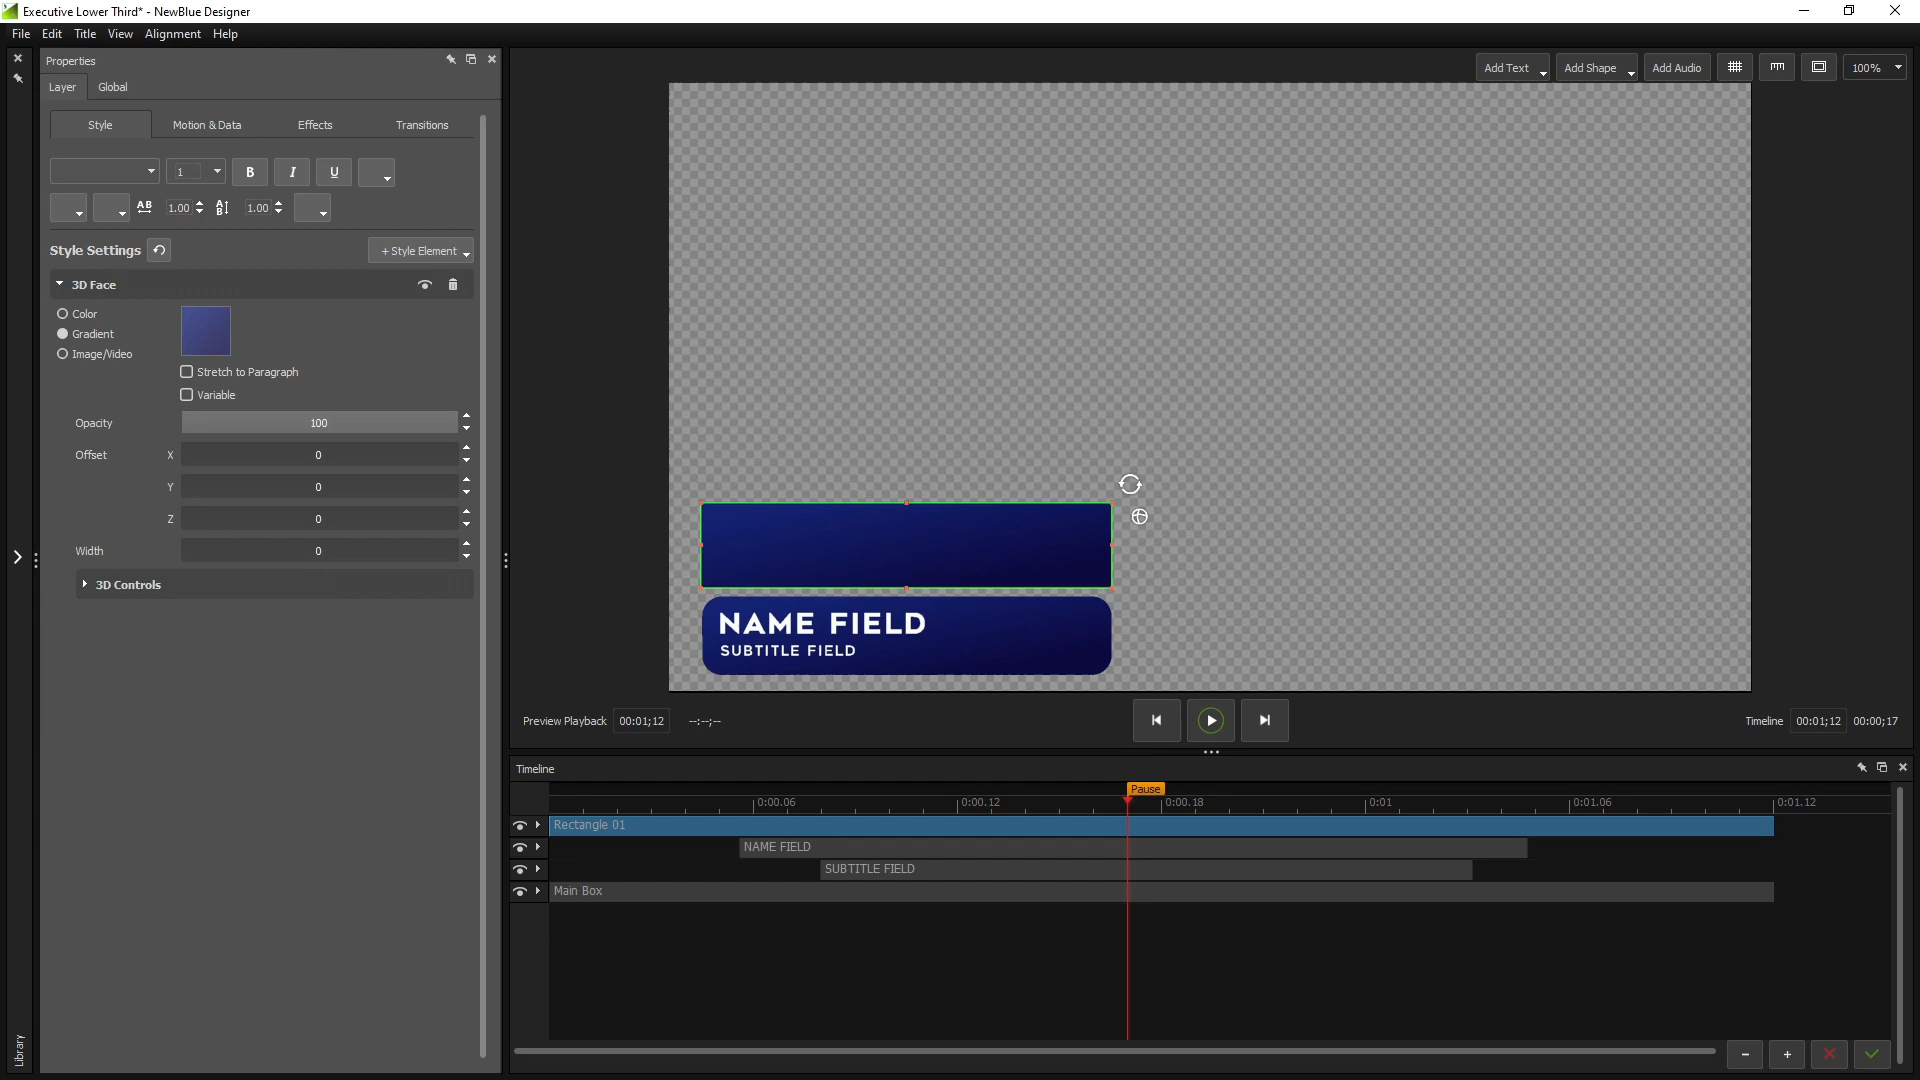 Executive Lower Third* - NewBlue Designer
File Edit Title View Alignment Help
Properties
Layer Global
Style Motion & Data Effects Transitions
1 B I U
AB 1.00 AB 1.00
Style Settings + Style Element
3D Face
Color
Gradient
Image/Video
Stretch to Paragraph
Variable
Opacity 100
Offset X 0
Y 0
Z 0
Width 0
3D Controls
Library
Add Text Add Shape Add Audio 100%
NAME FIELD
SUBTITLE FIELD
Preview Playback 00:01;12 --:--;--
Timeline 00:01;12 00:00;17
Timeline
Pause
0:00.06 0:00.12 0:00.18 0:01 0:01.06 0:01.12
Rectangle 01
NAME FIELD
SUBTITLE FIELD
Main Box